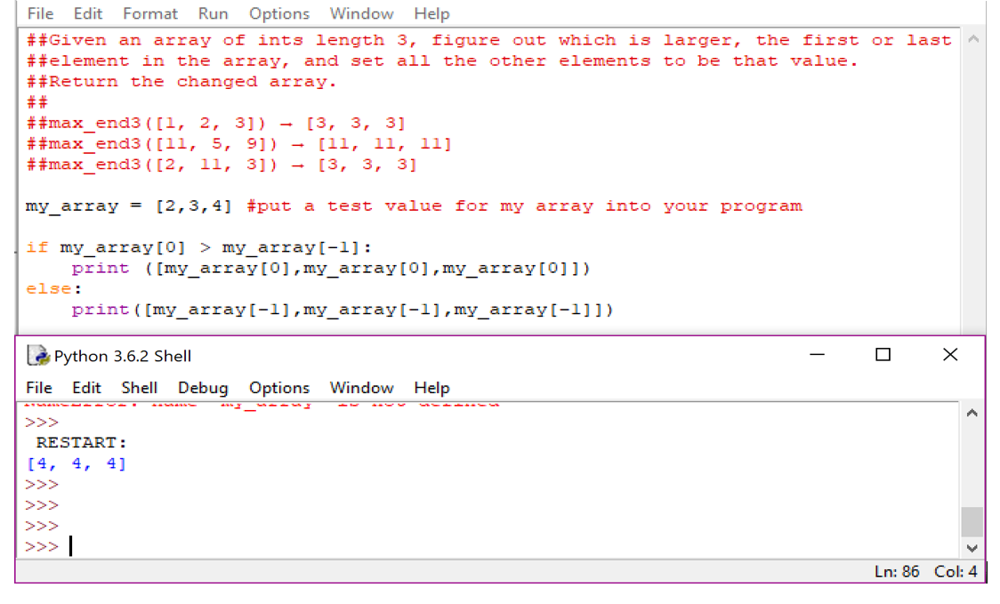 File Edit Format Run Options Window Help
##Given an array of ints length 3, figure out which is larger, the first or last
##element in the array, and set all the other elements to be that value.
##Return the changed array.
##
##max_end3([1, 2, 3]) → [3, 3, 3]
##max_end3([11, 5, 9]) → [11, 11, 11]
##max_end3([2, 11, 3]) → [3, 3, 3]
my_array = [2,3,4] #put a test value for my array into your program
if my_array[0] > my_array[-1]:
    print ([my_array[0],my_array[0],my_array[0]])
else:
    print([my_array[-1],my_array[-1],my_array[-1]])
Python 3.6.2 Shell
File Edit Shell Debug Options Window Help
NameError: name 'my_array' is not defined
>>>
 RESTART:
[4, 4, 4]
>>>
>>>
>>>
>>>
Ln: 86 Col: 4